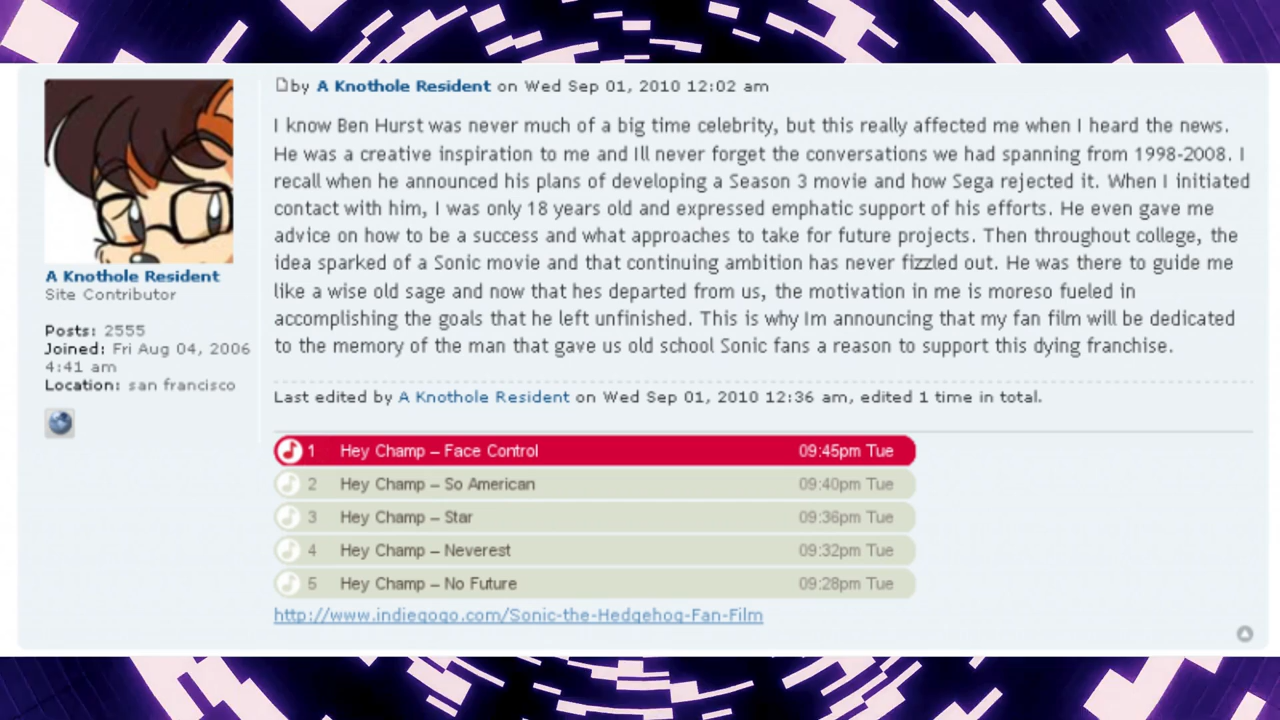 by A Knothole Resident on Wed Sep 01, 2010 12:02 am
I know Ben Hurst was never much of a big time celebrity, but this really affected me when I heard the news.
He was a creative inspiration to me and Ill never forget the conversations we had spanning from 1998-2008. I
recall when he announced his plans of developing a Season 3 movie and how Sega rejected it. When I initiated
contact with him, I was only 18 years old and expressed emphatic support of his efforts. He even gave me
advice on how to be a success and what approaches to take for future projects. Then throughout college, the
idea sparked of a Sonic movie and that continuing ambition has never fizzled out. He was there to guide me
like a wise old sage and now that hes departed from us, the motivation in me is moreso fueled in
accomplishing the goals that he left unfinished. This is why Im announcing that my fan film will be dedicated
to the memory of the man that gave us old school Sonic fans a reason to support this dying franchise.
A Knothole Resident
Site Contributor
Posts: 2555
Joined: Fri Aug 04, 2006
4:41 am
Location: san francisco
Last edited by A Knothole Resident on Wed Sep 01, 2010 12:36 am, edited 1 time in total.
1 Hey Champ – Face Control 09:45pm Tue
2 Hey Champ – So American 09:40pm Tue
3 Hey Champ – Star 09:36pm Tue
4 Hey Champ – Neverest 09:32pm Tue
5 Hey Champ – No Future 09:28pm Tue
http://www.indiegogo.com/Sonic-the-Hedgehog-Fan-Film